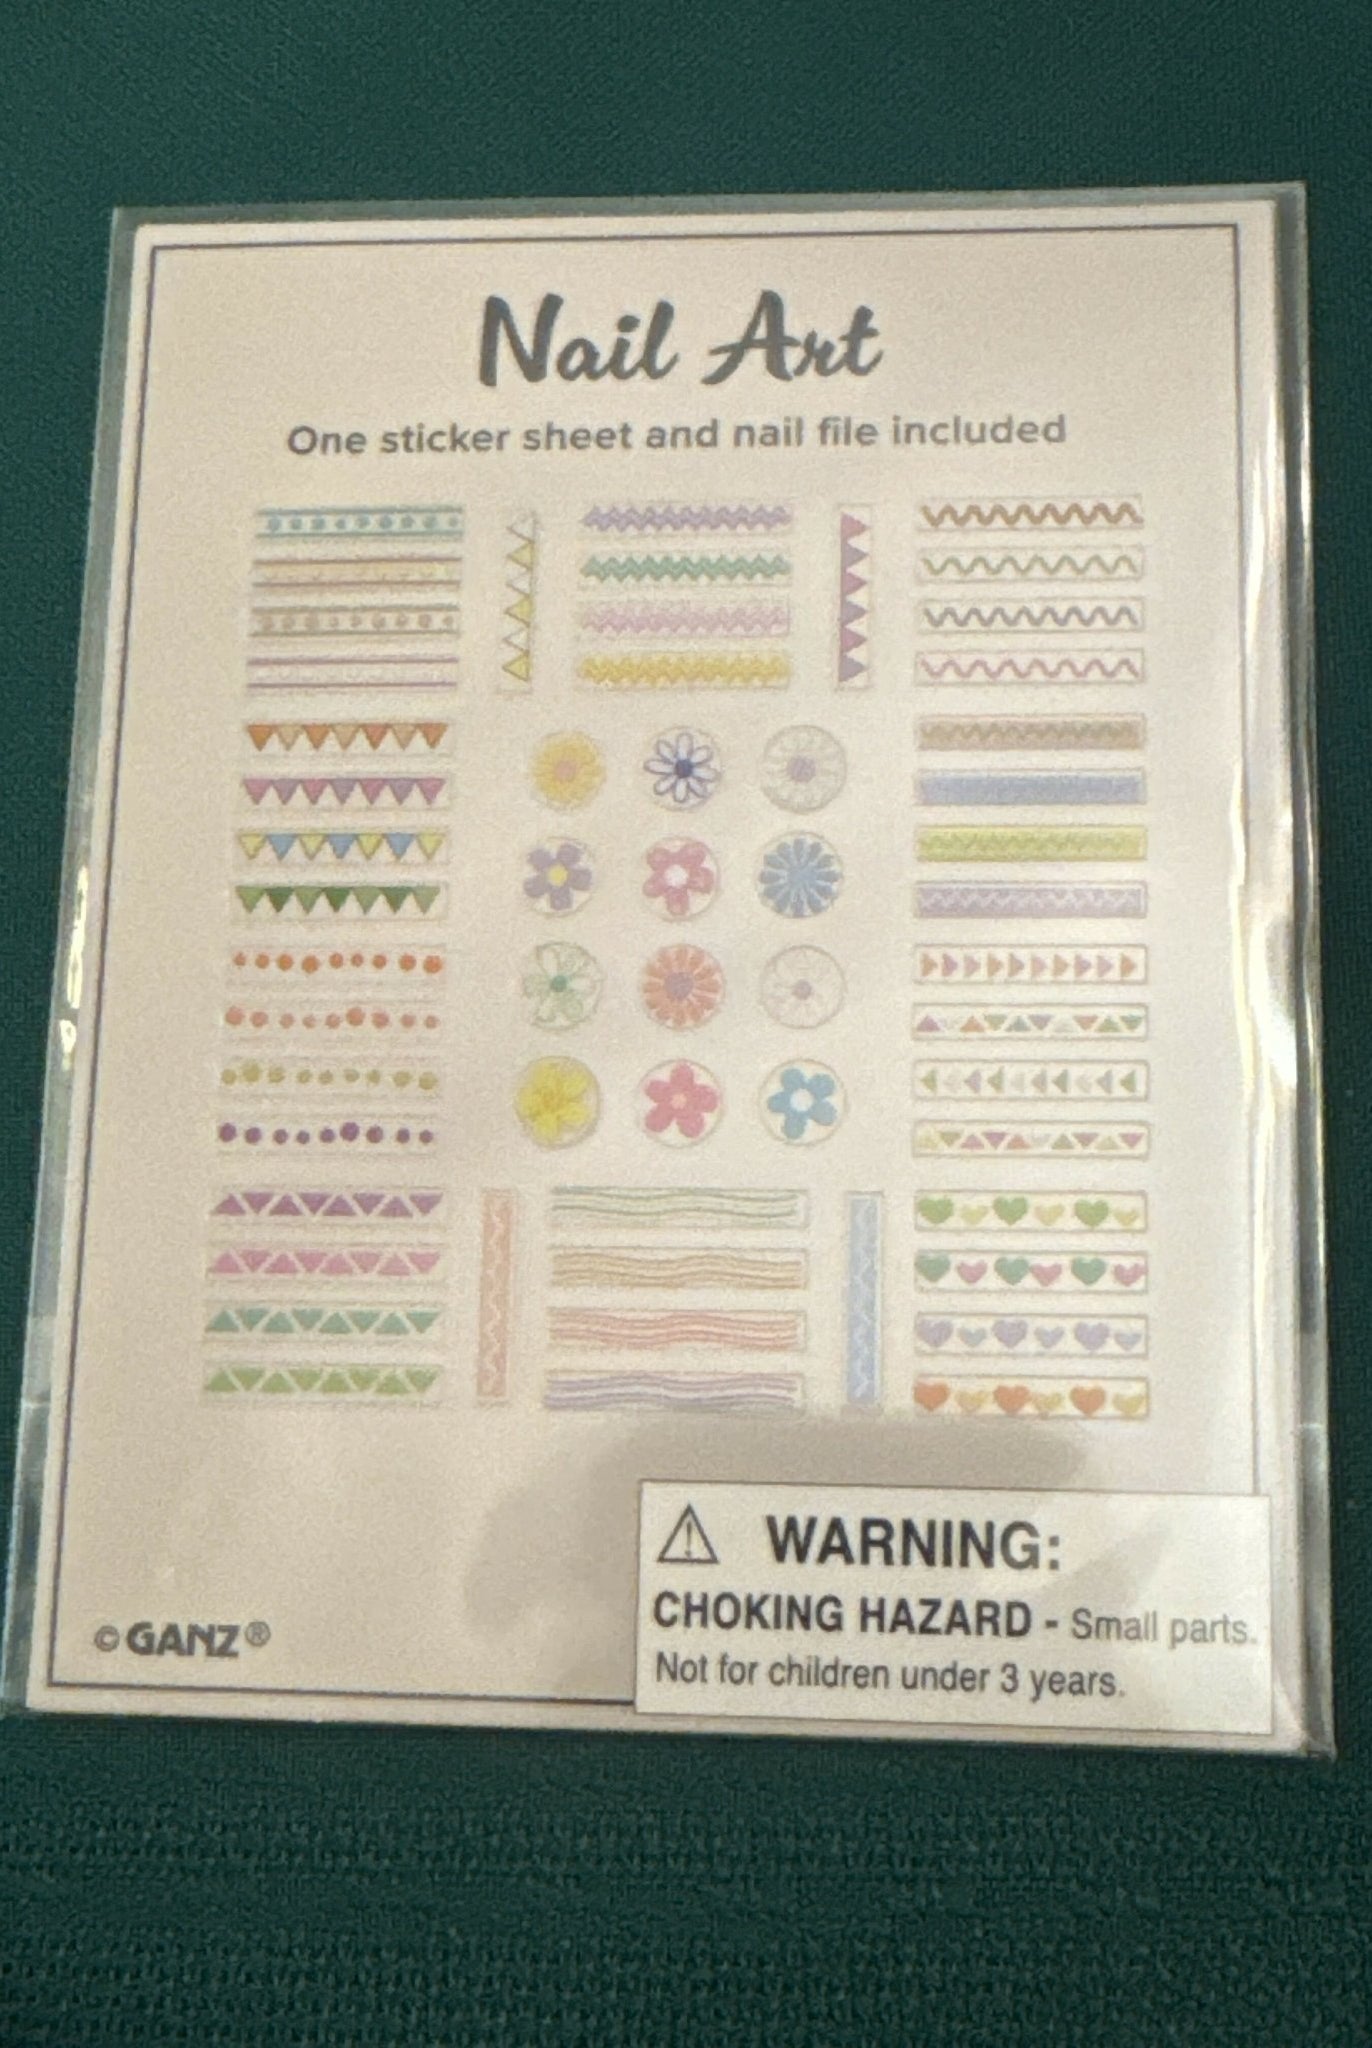 Nail Art
One sticker sheet and nail file included
⚠ WARNING:
CHOKING HAZARD - Small parts.
Not for children under 3 years.
© GANZ®